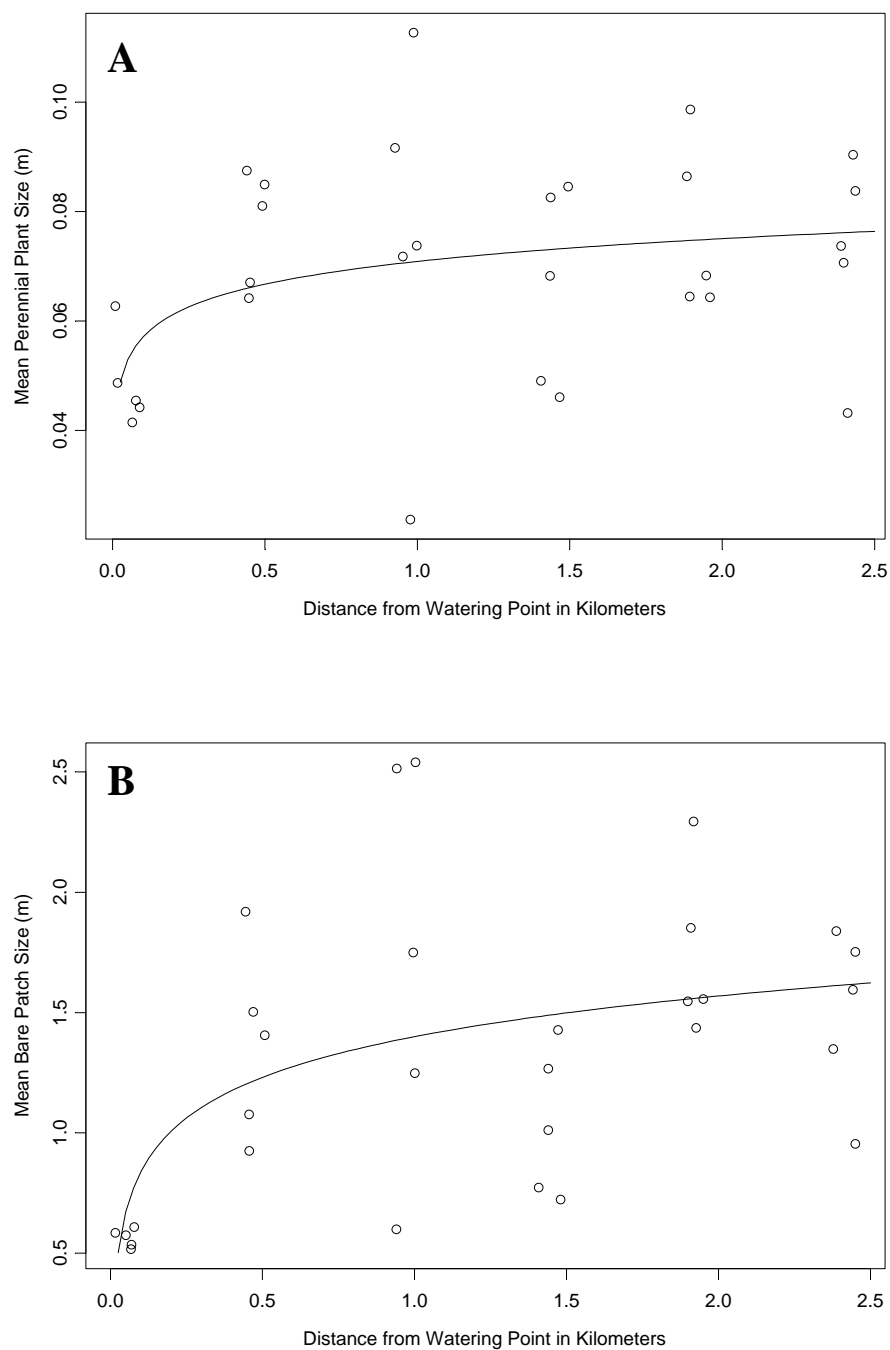 A
Mean Perennial Plant Size (m)
0.10
0.08
0.06
0.04
0.0 0.5 1.0 1.5 2.0 2.5
Distance from Watering Point in Kilometers
B
Mean Bare Patch Size (m)
2.5
2.0
1.5
1.0
0.5
0.0 0.5 1.0 1.5 2.0 2.5
Distance from Watering Point in Kilometers